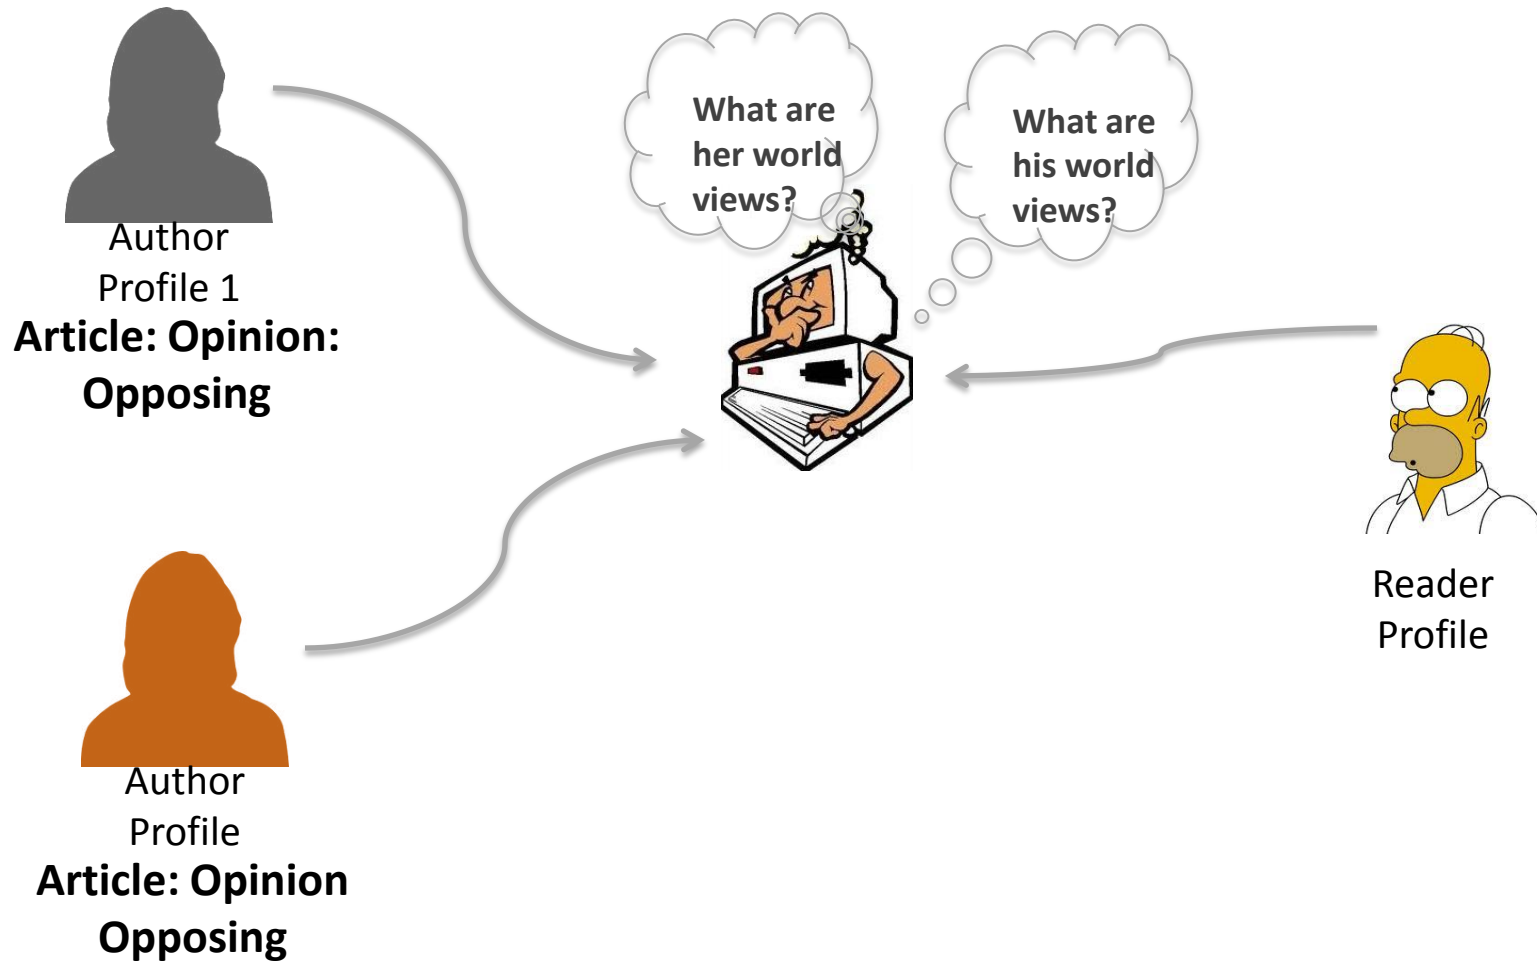 What are
her world
views?
What are
his world
views?
Author
Profile 1
Article: Opinion:
Opposing
Reader
Profile
Author
Profile
Article: Opinion
Opposing